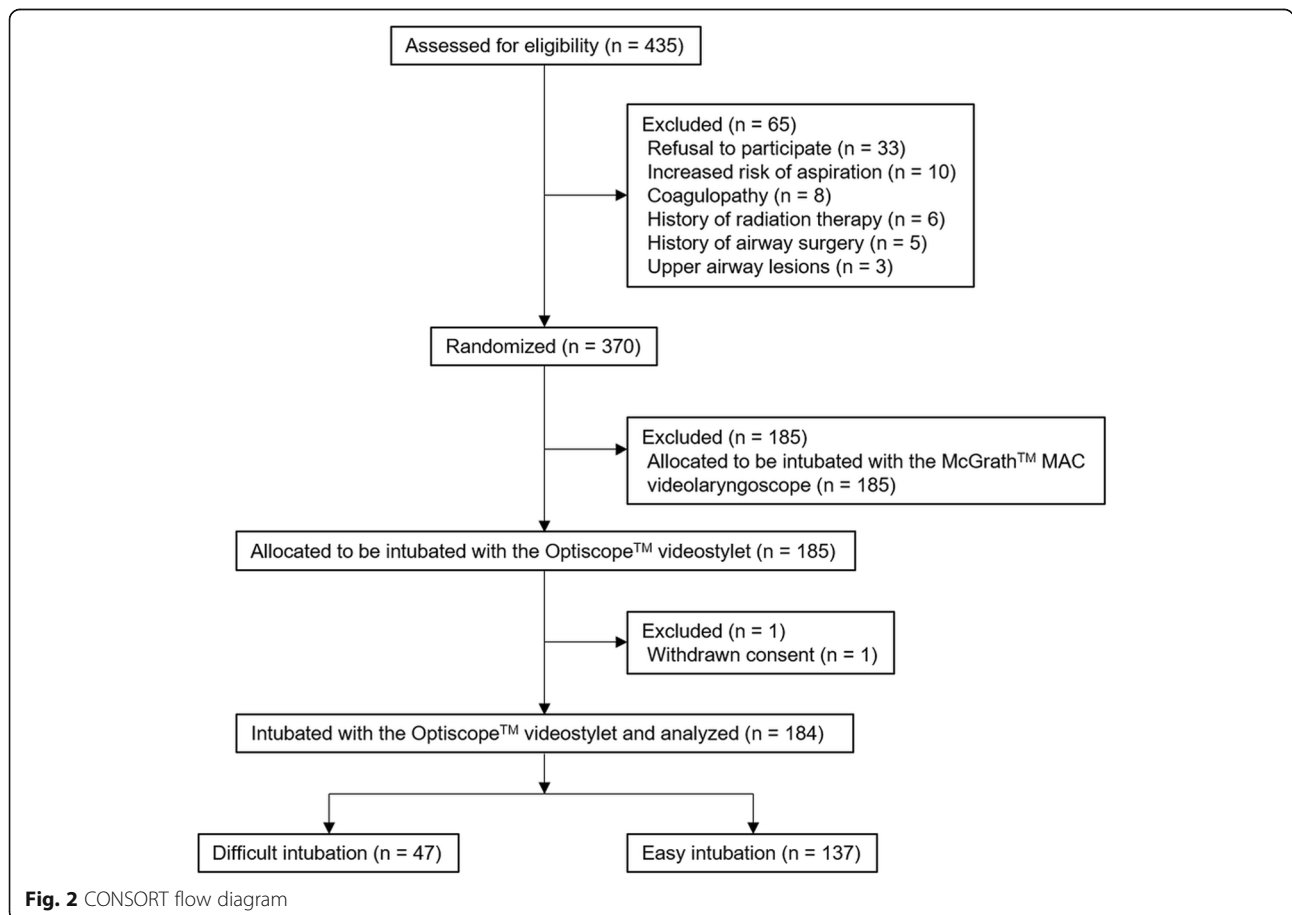 Assessed for eligibility (n = 435)
Excluded (n = 65)
Refusal to participate (n = 33)
Increased risk of aspiration (n = 10)
Coagulopathy (n = 8)
History of radiation therapy (n = 6)
History of airway surgery (n = 5)
Upper airway lesions (n = 3)
Randomized (n = 370)
Excluded (n = 185)
Allocated to be intubated with the McGrath™ MAC
videolaryngoscope (n = 185)
Allocated to be intubated with the Optiscope™ videostylet (n = 185)
Excluded (n = 1)
Withdrawn consent (n = 1)
Intubated with the Optiscope™ videostylet and analyzed (n = 184)
Difficult intubation (n = 47)
Easy intubation (n = 137)
Fig. 2 CONSORT flow diagram